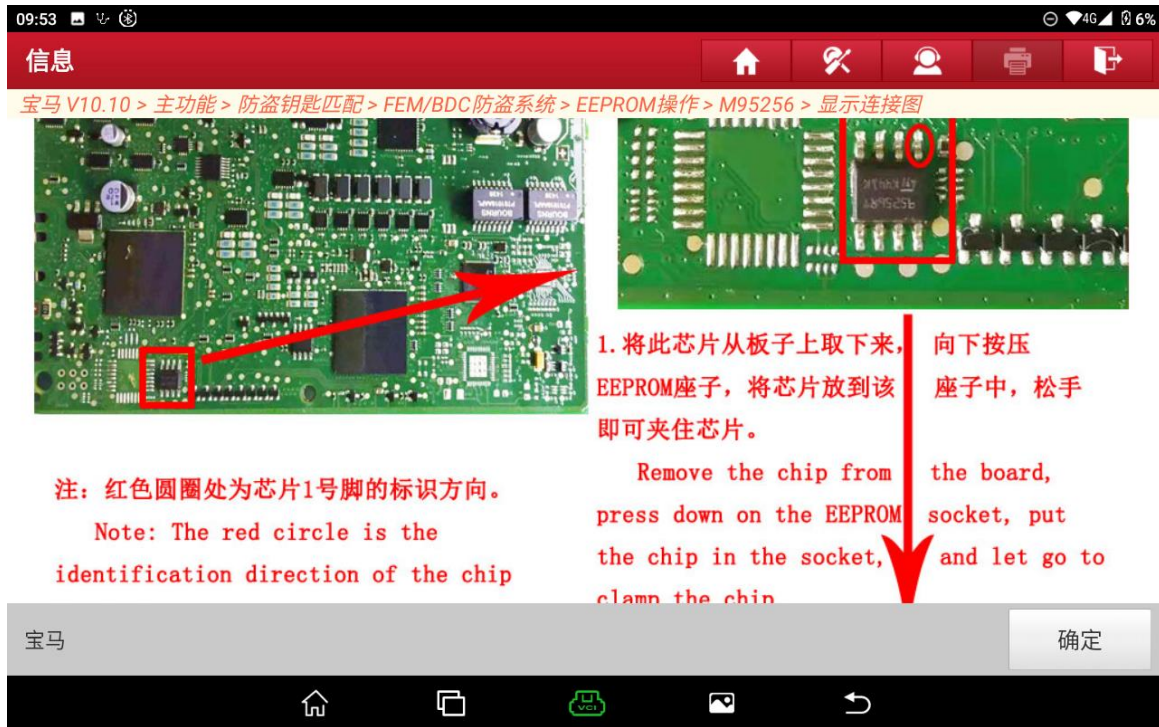 09:53
4G 6%
信息
宝马 V10.10 > 主功能 > 防盗钥匙匹配 > FEM/BDC防盗系统 > EEPROM操作 > M95256 > 显示连接图
1.将此芯片从板子上取下来， 向下按压
EEPROM座子，将芯片放到该 座子中，松手
即可夹住芯片。
Remove the chip from the board,
press down on the EEPROM socket, put
the chip in the socket, and let go to
clamp the chip
注：红色圆圈处为芯片1号脚的标识方向。
Note: The red circle is the
identification direction of the chip
宝马
确定
VCI